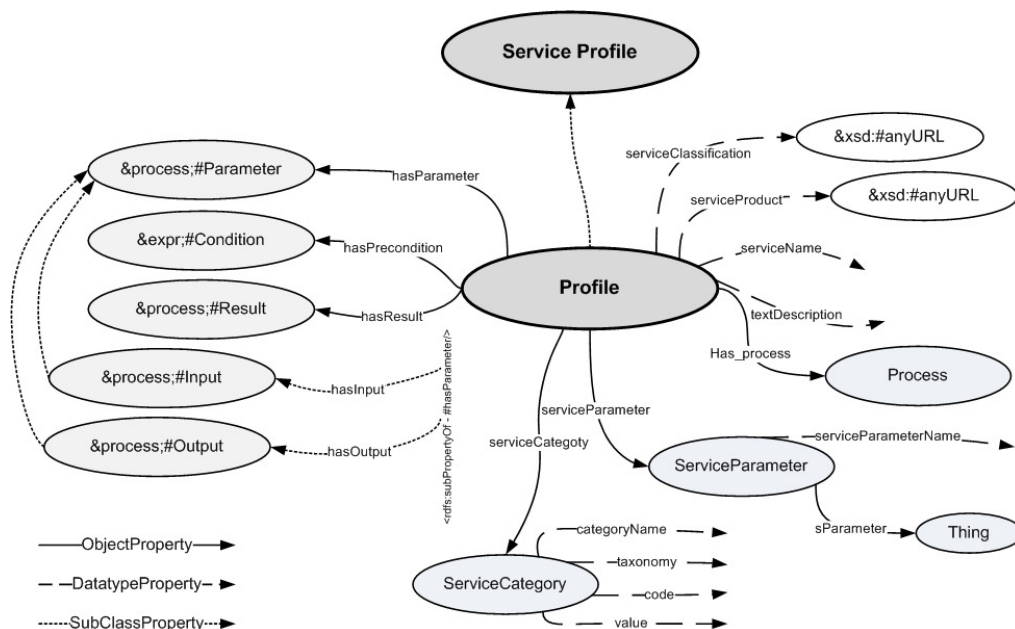 Service Profile
&xsd:#anyURL
serviceClassification
&process;#Parameter
hasParameter
serviceProduct
&xsd:#anyURL
&expr;#Condition
hasPrecondition
serviceName
Profile
&process;#Result
hasResult
textDescription
Has_process
&process;#Input
hasInput
Process
<rdfs:subPropertyOf - #hasParameter/>
serviceParameter
serviceCategoty
&process;#Output
hasOutput
serviceParameterName
ServiceParameter
sParameter
Thing
categoryName
ObjectProperty
taxonomy
ServiceCategory
DatatypeProperty
code
value
SubClassProperty